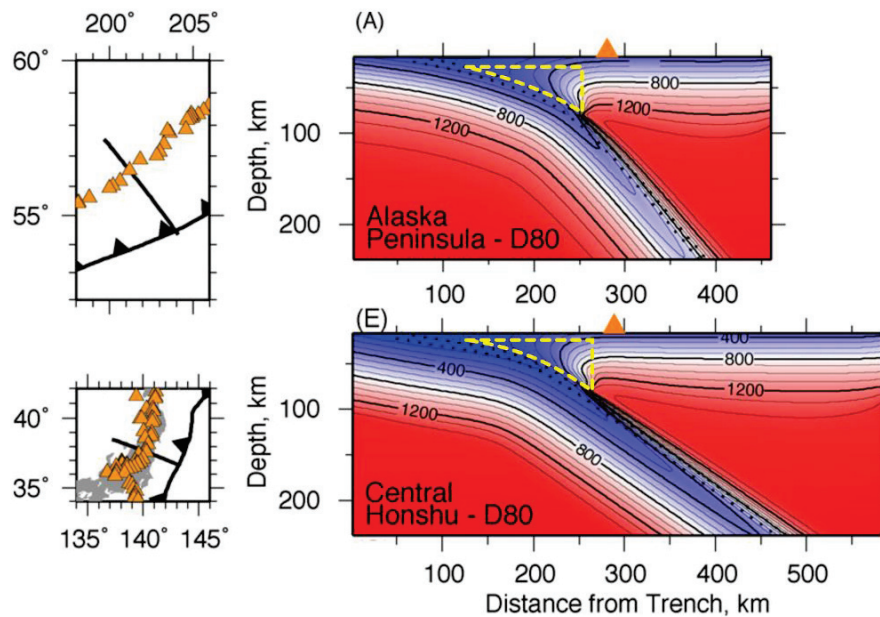 200° 205°
60°
55°
(A)
800
1200
800
1200
Depth, km
100
200
Alaska
Peninsula - D80
100 200 300 400
(E)
400
800
400
1200
1200
800
Depth, km
100
200
Central
Honshu - D80
100 200 300 400 500
Distance from Trench, km
40°
35°
135° 140° 145°